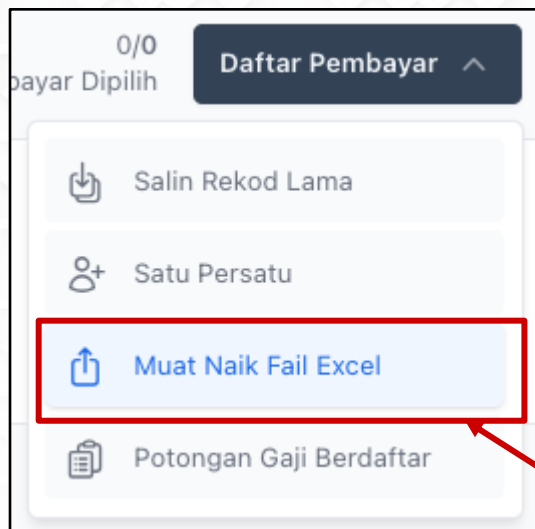 0/0
bayar Dipilih
Daftar Pembayar
Salin Rekod Lama
Satu Persatu
Muat Naik Fail Excel
Potongan Gaji Berdaftar